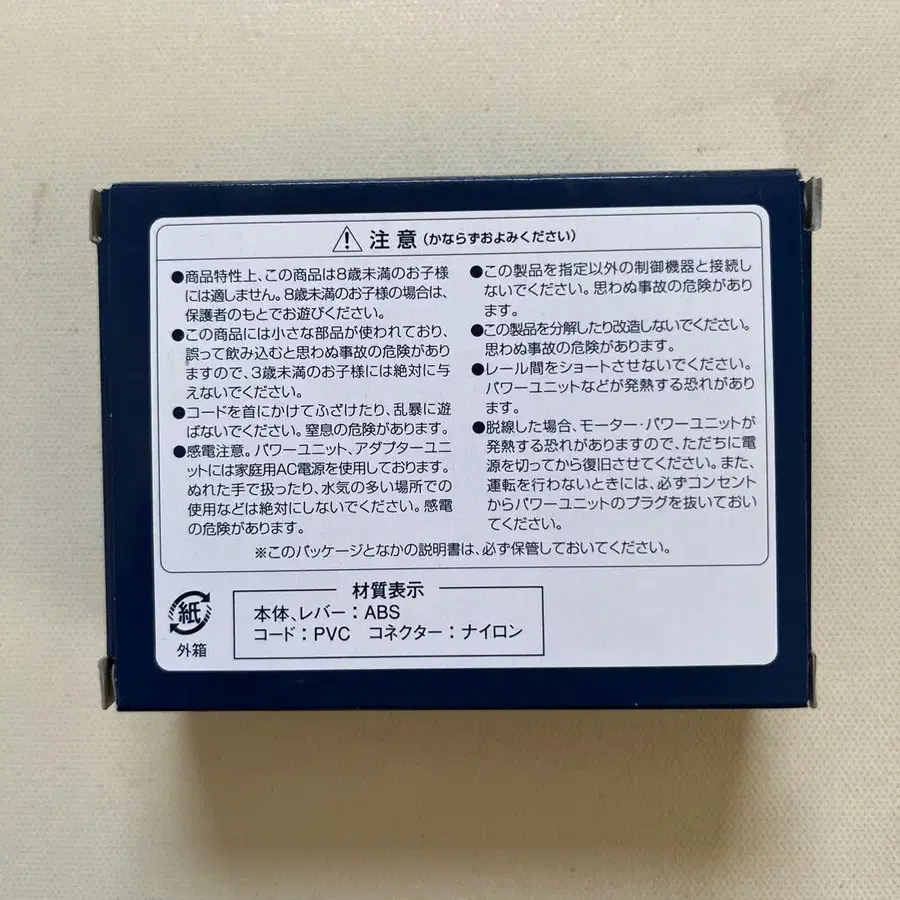 注意(かならずおよみください)
●商品特性上、この商品は8歳未満のお子様
には適しません。8歳未満のお子様の場合は、
保護者のもとでお遊びください。
●この商品には小さな部品が使われており、
誤って飲み込むと思わぬ事故の危険があり
ますので、3歳未満のお子様には絶対に与
えないでください。
●コードを首にかけてふざけたり、乱暴に遊
ばないでください。窒息の危険があります。
●感電注意。パワーユニット、アダプターユニ
ットには家庭用AC電源を使用しております。
ぬれた手で扱ったり、水気の多い場所での
使用などは絶対にしないでください。感電
の危険があります。
●この製品を指定以外の制御機器と接続し
ないでください。思わぬ事故の危険があり
ます。
●この製品を分解したり改造しないでください。
思わぬ事故の危険があります。
●レール間をショートさせないでください。
パワーユニットなどが発熱する恐れがあり
ます。
●脱線した場合、モーター・パワーユニットが
発熱する恐れがありますので、ただちに電
源を切ってから復旧させてください。また、
運転を行わないときには、必ずコンセント
からパワーユニットのプラグを抜いておい
てください。
※このパッケージとなかの説明書は、必ず保管しておいてください。
紙
外箱
材質表示
本体、レバー:ABS
コード:PVC コネクター:ナイロン